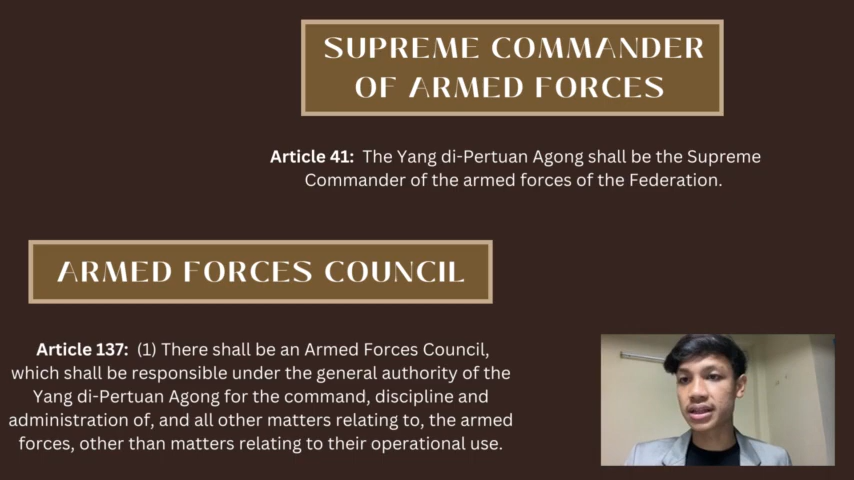 SUPREME COMMANDER
OF ARMED FORCES
Article 41: The Yang di-Pertuan Agong shall be the Supreme
Commander of the armed forces of the Federation.
ARMED FORCES COUNCIL
Article 137: (1) There shall be an Armed Forces Council,
which shall be responsible under the general authority of the
Yang di-Pertuan Agong for the command, discipline and
administration of, and all other matters relating to, the armed
forces, other than matters relating to their operational use.